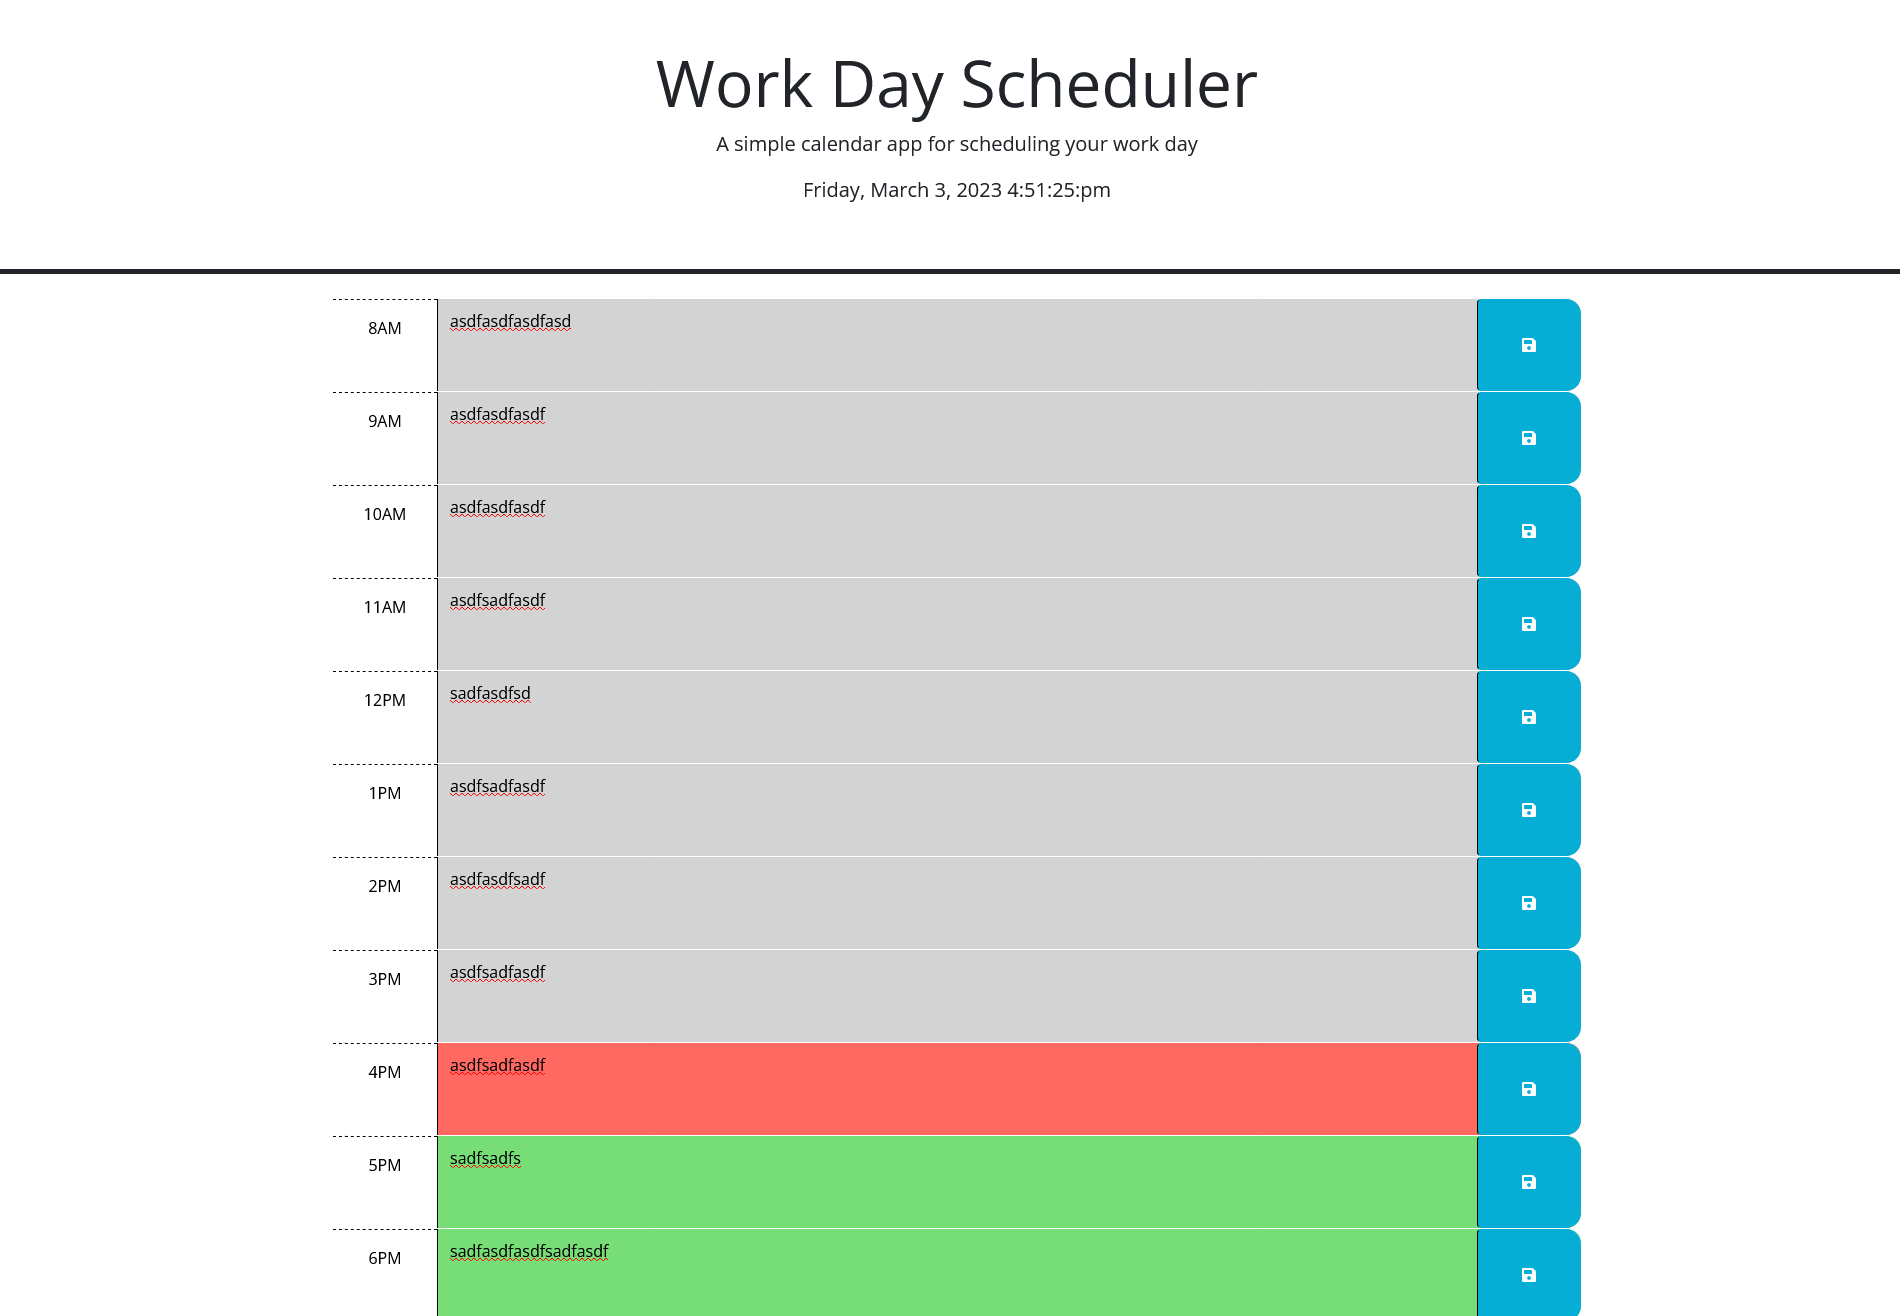 Work Day Scheduler
A simple calendar app for scheduling your work day
Friday, March 3, 2023 4:51:25:pm
8AM asdfasdfasdfasd
9AM asdfasdfasdf
10AM asdfasdfasdf
11AM asdfsadfasdf
12PM sadfasdfsd
1PM asdfsadfasdf
2PM asdfasdfsadf
3PM asdfsadfasdf
4PM asdfsadfasdf
5PM sadfsadfs
6PM sadfasdfasdfsadfasdf